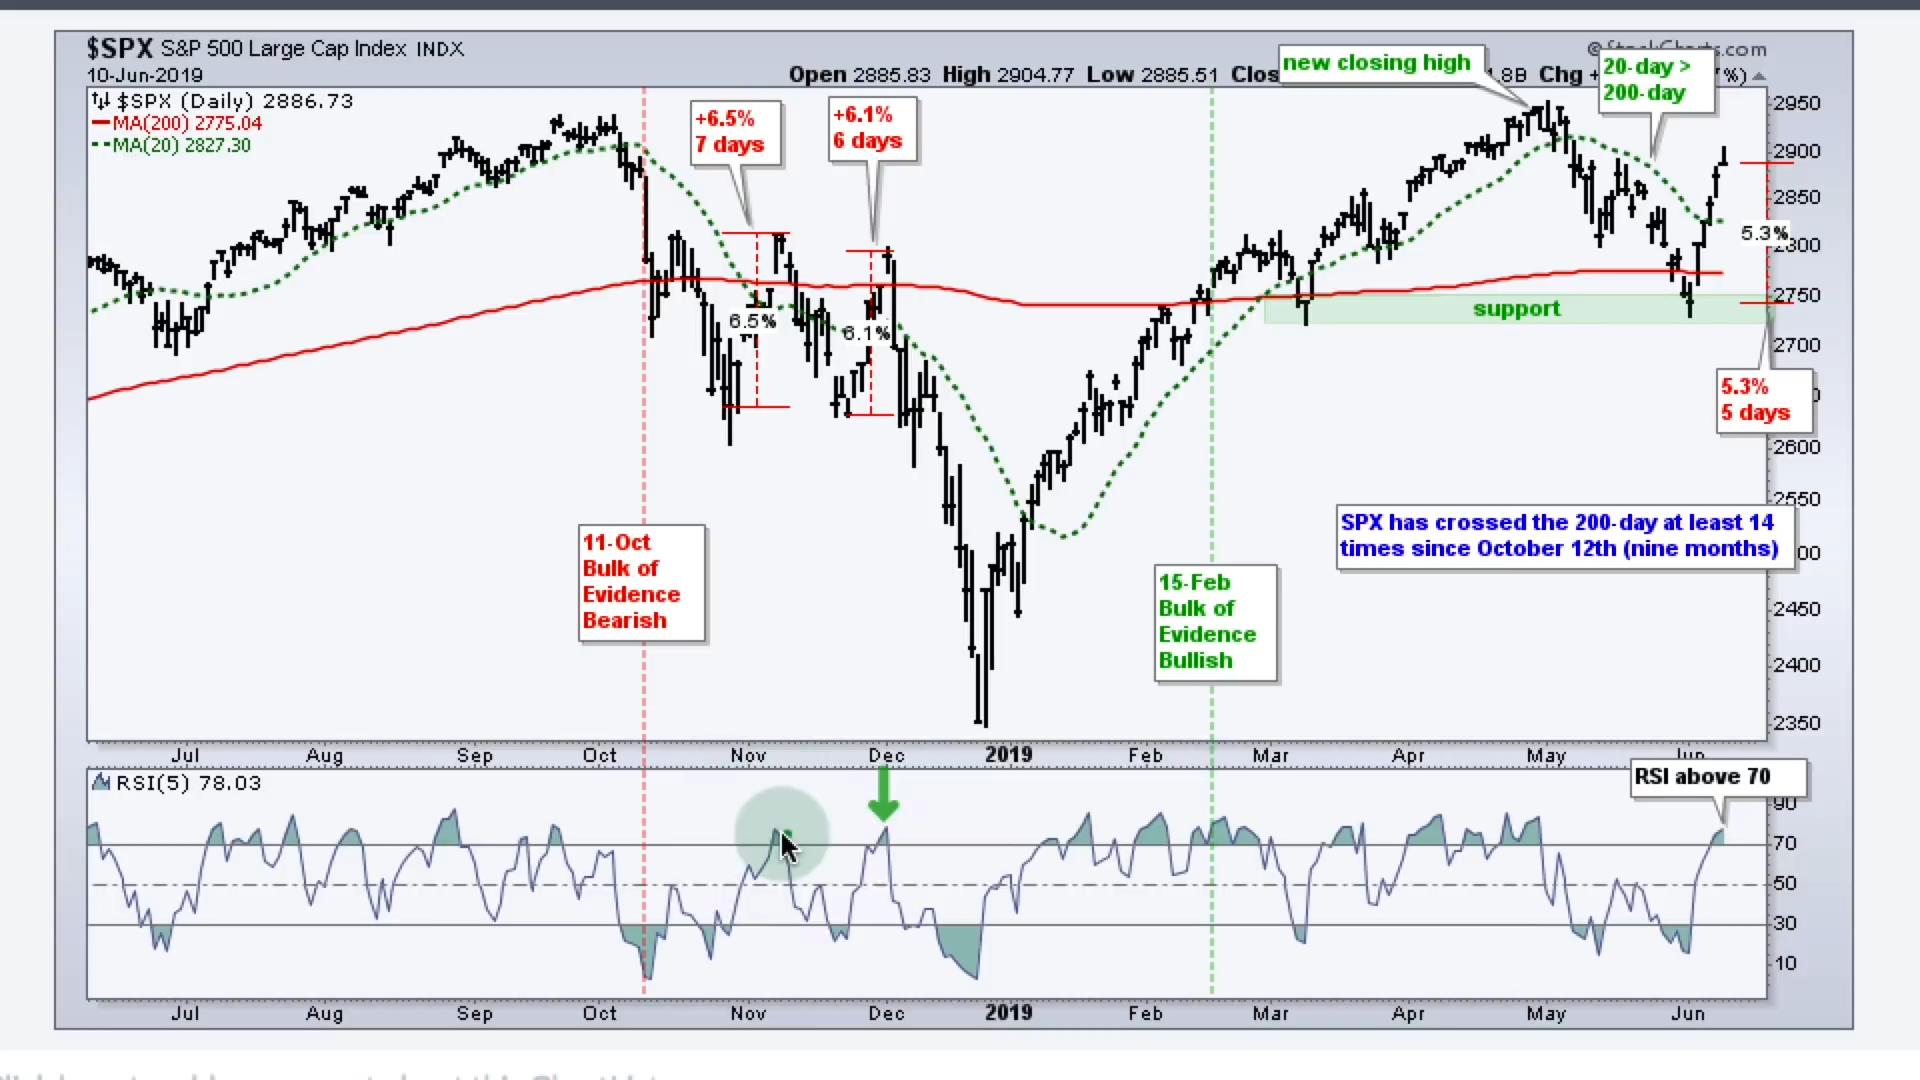 $SPX S&P 500 Large Cap Index INDX
10-Jun-2019
Open 2885.83 High 2904.77 Low 2885.51 Clos
.8B Chg +
%)
new closing high
20-day >
200-day
$SPX (Daily) 2886.73
MA(200) 2775.04
MA(20) 2827.30
+6.5%
7 days
+6.1%
6 days
6.5%
6.1%
5.3%
support
5.3%
5 days
2950
2900
2850
2750
2700
2600
2550
2450
2400
2350
SPX has crossed the 200-day at least 14
times since October 12th (nine months)
11-Oct
Bulk of
Evidence
Bearish
15-Feb
Bulk of
Evidence
Bullish
Jul Aug Sep Oct Nov Dec 2019 Feb Mar Apr May Jun
RSI(5) 78.03
RSI above 70
90
70
50
30
10
Jul Aug Sep Oct Nov Dec 2019 Feb Mar Apr May Jun